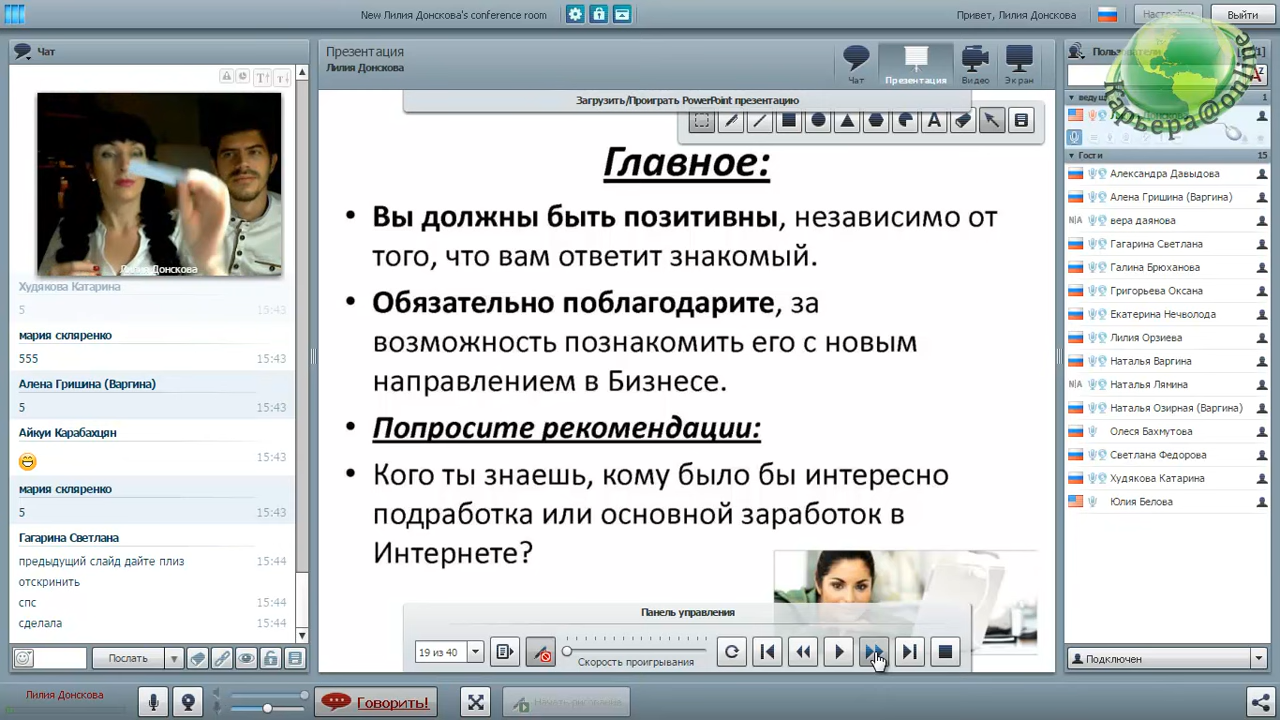 New Лилия Донскова's conference room
Привет, Лилия Донскова
Настройки
Выйти
Чат
Лилия Донскова
Худякова Катарина
5
15:43
мария скляренко
555
15:43
Алена Гришина (Варгина)
5
15:43
Айкуи Карабахцян
15:43
мария скляренко
5
15:43
Гагарина Светлана
предыдущий слайд дайте плиз
15:44
отскринить
спс
15:44
сделала
15:44
Послать
Презентация
Лилия Донскова
Чат
Презентация
Видео
Экран
Загрузить/Проиграть PowerPoint презентацию
Главное:
• Вы должны быть позитивны, независимо от
того, что вам ответит знакомый.
• Обязательно поблагодарите, за
возможность познакомить его с новым
направлением в Бизнесе.
• Попросите рекомендации:
• Кого ты знаешь, кому было бы интересно
подработка или основной заработок в
Интернете?
Панель управления
19 из 40
Скорость проигрывания
Карьера@online
1
Гости
15
Александра Давыдова
Алена Гришина (Варгина)
N/A вера даянова
Гагарина Светлана
Галина Брюханова
Григорьева Оксана
Екатерина Нечволода
Лилия Орзиева
Наталья Варгина
N/A Наталья Лямина
Наталья Озирная (Варгина)
Олеся Бахмутова
Светлана Федорова
Худякова Катарина
Юлия Белова
Подключен
Лилия Донскова
Говорить!